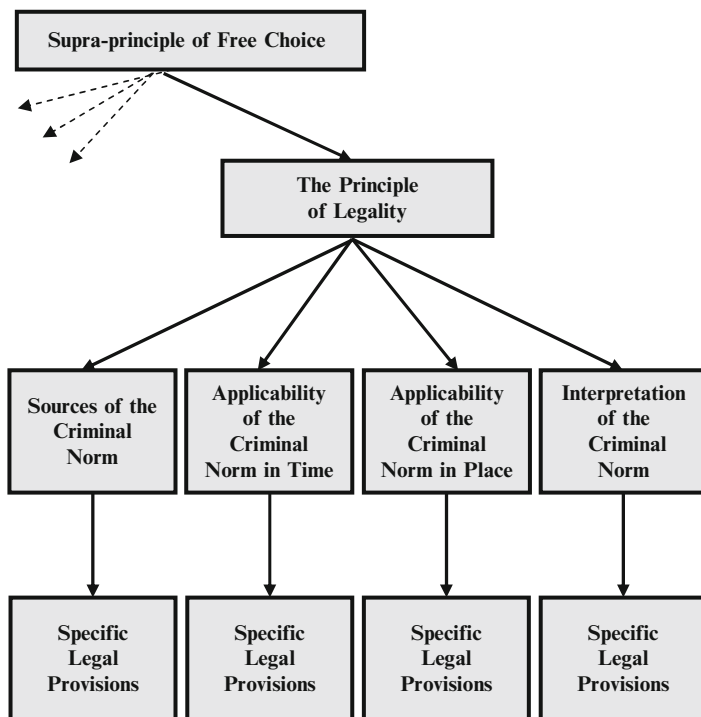 Supra-principle of Free Choice
The Principle
of Legality
Sources of the
Criminal
Norm
Applicability
of the
Criminal
Norm in Time
Applicability
of the
Criminal
Norm in Place
Interpretation
of the
Criminal
Norm
Specific
Legal
Provisions
Specific
Legal
Provisions
Specific
Legal
Provisions
Specific
Legal
Provisions